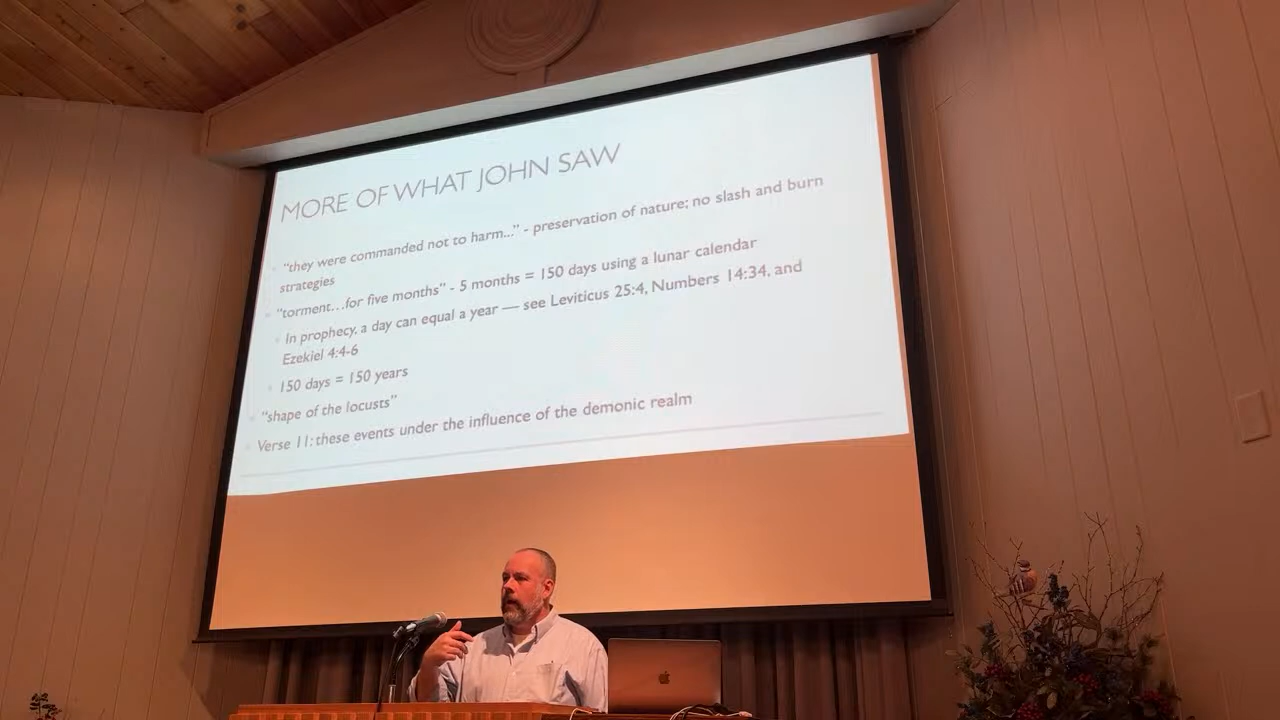 MORE OF WHAT JOHN SAW
"they were commanded not to harm..." - preservation of nature; no slash and burn
strategies
"torment…for five months" - 5 months = 150 days using a lunar calendar
In prophecy, a day can equal a year — see Leviticus 25:4, Numbers 14:34, and
Ezekiel 4:4-6
150 days = 150 years
"shape of the locusts"
Verse 11: these events under the influence of the demonic realm